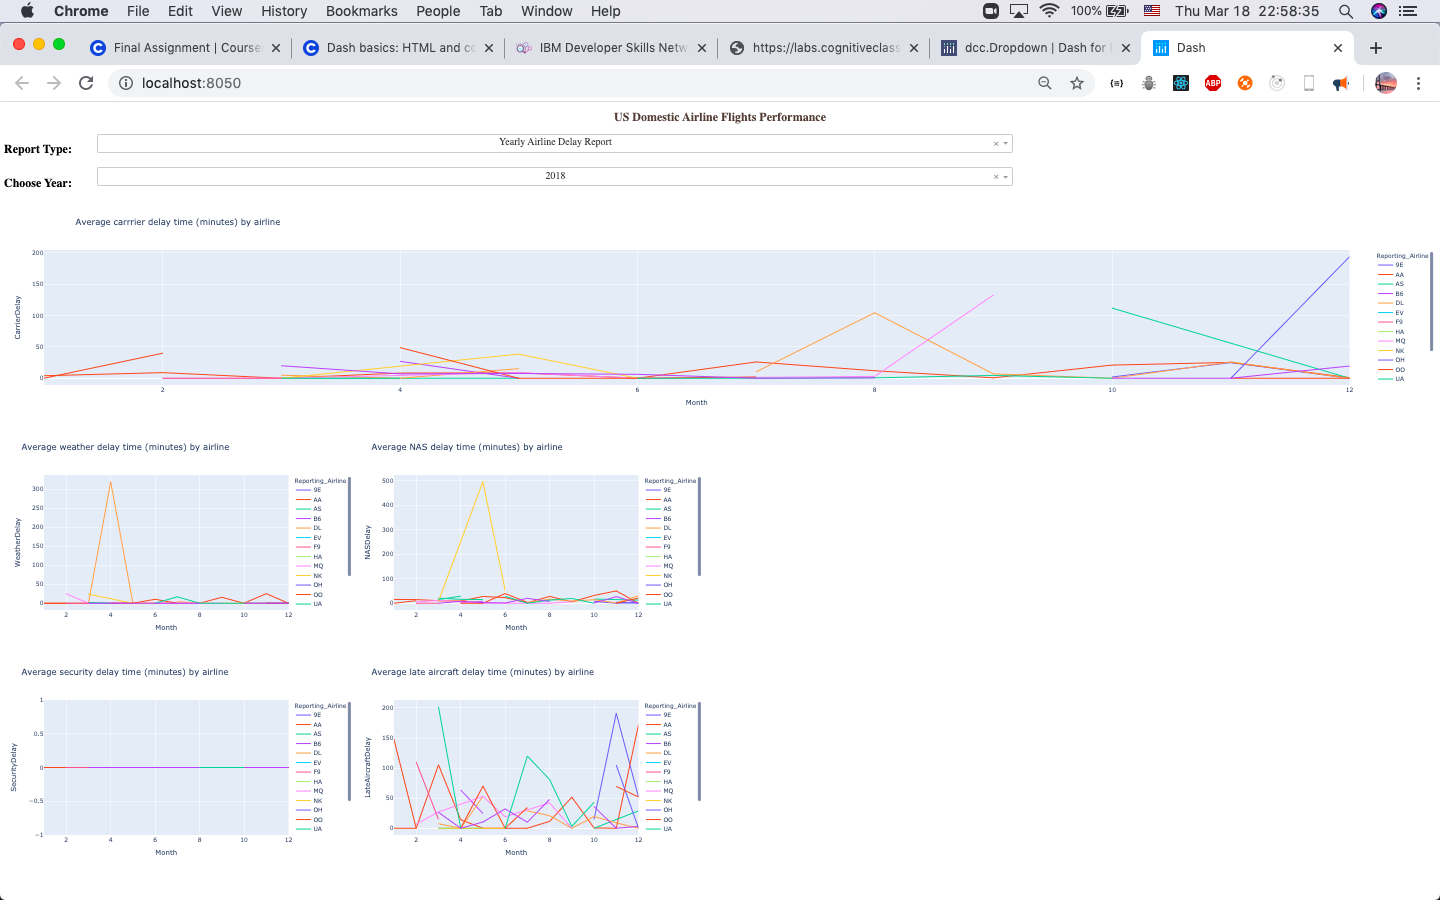 Chrome File Edit View History Bookmarks People Tab Window Help 100% Thu Mar 18 22:58:35
Final Assignment | Course Dash basics: HTML and co IBM Developer Skills Netw https://labs.cognitiveclass dcc.Dropdown | Dash for Dash
localhost:8050 ABP
US Domestic Airline Flights Performance
Report Type: Yearly Airline Delay Report
Choose Year: 2018
Average carrrier delay time (minutes) by airline
CarrierDelay
200
150
100
50
0
2 4 6 8 10 12
Month
Reporting_Airline
9E
AA
AS
B6
DL
EV
F9
HA
MQ
NK
OH
OO
UA
Average weather delay time (minutes) by airline
WeatherDelay
300
250
200
150
100
50
0
2 4 6 8 10 12
Month
Reporting_Airline
9E
AA
AS
B6
DL
EV
F9
HA
MQ
NK
OH
OO
UA
Average NAS delay time (minutes) by airline
NASDelay
500
400
300
200
100
0
2 4 6 8 10 12
Month
Reporting_Airline
9E
AA
AS
B6
DL
EV
F9
HA
MQ
NK
OH
OO
UA
Average security delay time (minutes) by airline
SecurityDelay
1
0.5
0
−0.5
−1
2 4 6 8 10 12
Month
Reporting_Airline
9E
AA
AS
B6
DL
EV
F9
HA
MQ
NK
OH
OO
UA
Average late aircraft delay time (minutes) by airline
LateAircraftDelay
200
150
100
50
0
2 4 6 8 10 12
Month
Reporting_Airline
9E
AA
AS
B6
DL
EV
F9
HA
MQ
NK
OH
OO
UA